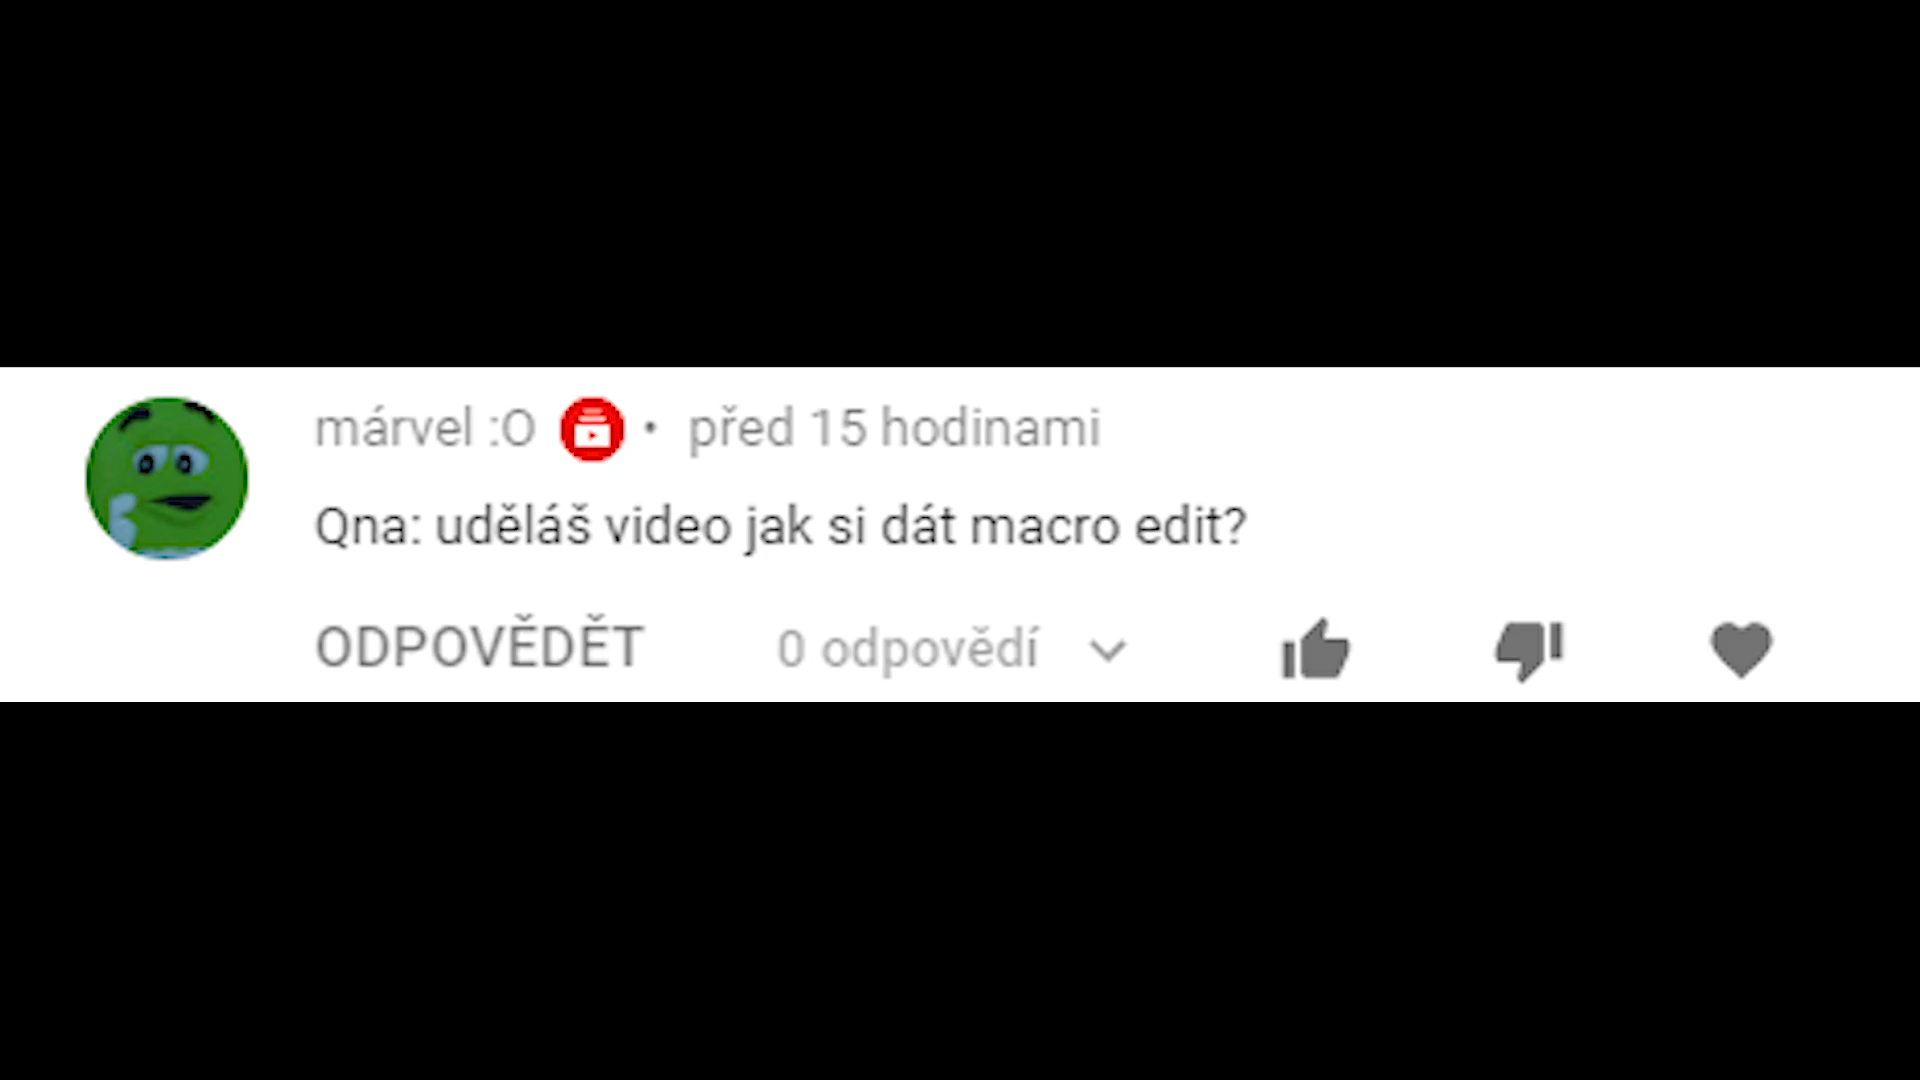 márvel :O • před 15 hodinami
Qna: uděláš video jak si dát macro edit?
ODPOVĚDĚT 0 odpovědí